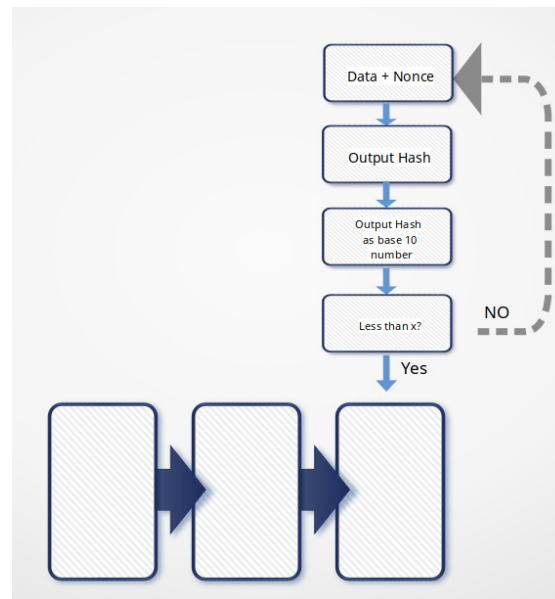 Data + Nonce
Output Hash
Output Hash
as base 10
number
Less than x?
NO
Yes